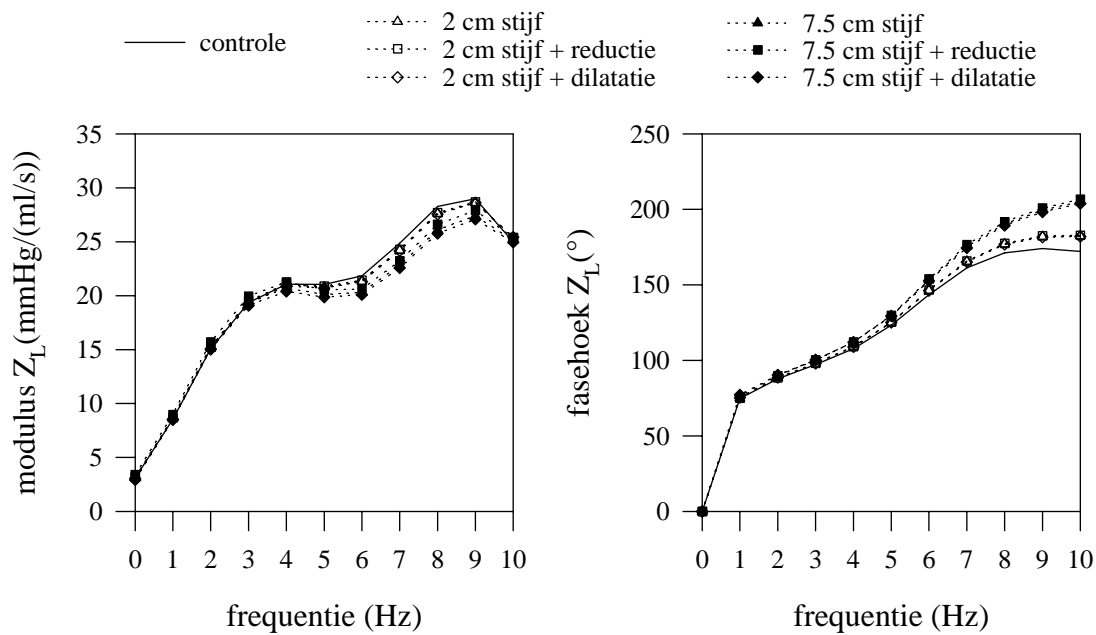 controle
2 cm stijf
2 cm stijf + reductie
2 cm stijf + dilatatie
7.5 cm stijf
7.5 cm stijf + reductie
7.5 cm stijf + dilatatie
modulus Z_L(mmHg/(ml/s))
35
30
25
20
15
10
5
0
0 1 2 3 4 5 6 7 8 9 10
frequentie (Hz)
fasehoek Z_L(°)
250
200
150
100
50
0
0 1 2 3 4 5 6 7 8 9 10
frequentie (Hz)